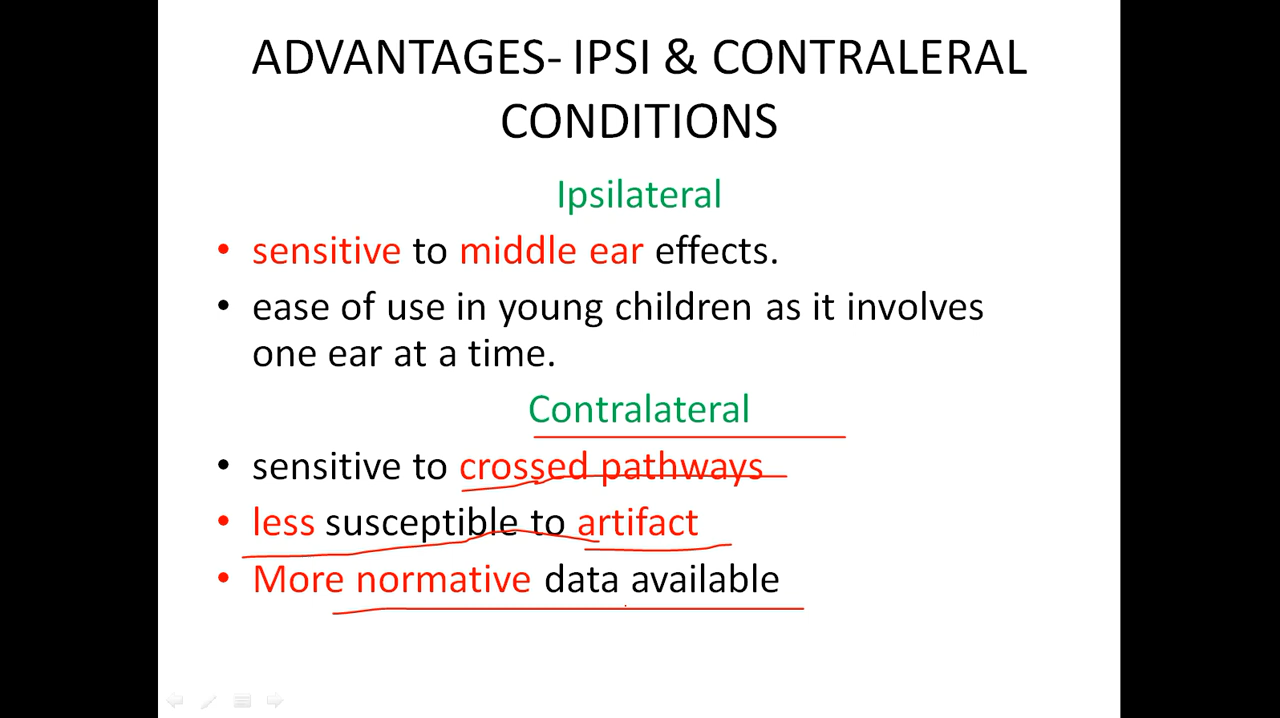 ADVANTAGES- IPSI & CONTRALERAL
CONDITIONS
Ipsilateral
• sensitive to middle ear effects.
• ease of use in young children as it involves
one ear at a time.
Contralateral
• sensitive to crossed pathways
• less susceptible to artifact
• More normative data available